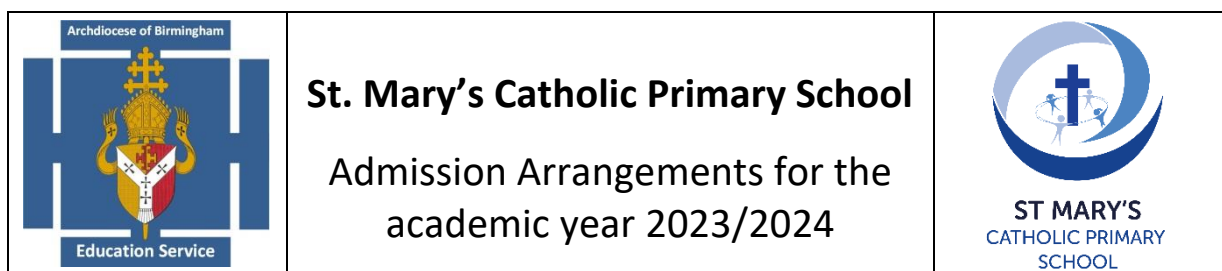 Archdiocese of Birmingham
Education Service
St. Mary's Catholic Primary School
Admission Arrangements for the
academic year 2023/2024
ST MARY'S
CATHOLIC PRIMARY
SCHOOL